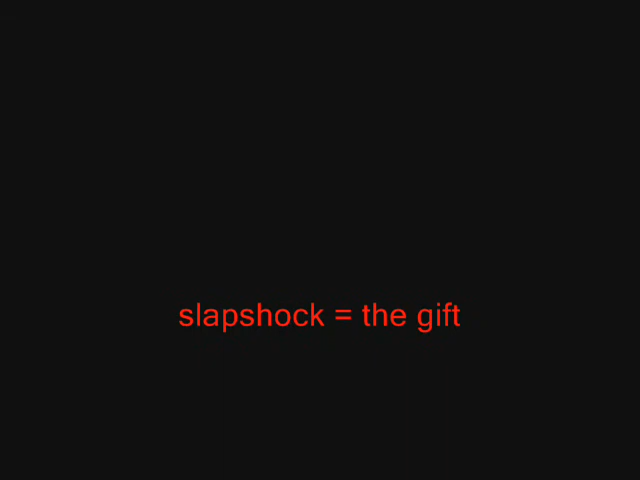 slapshock = the gift